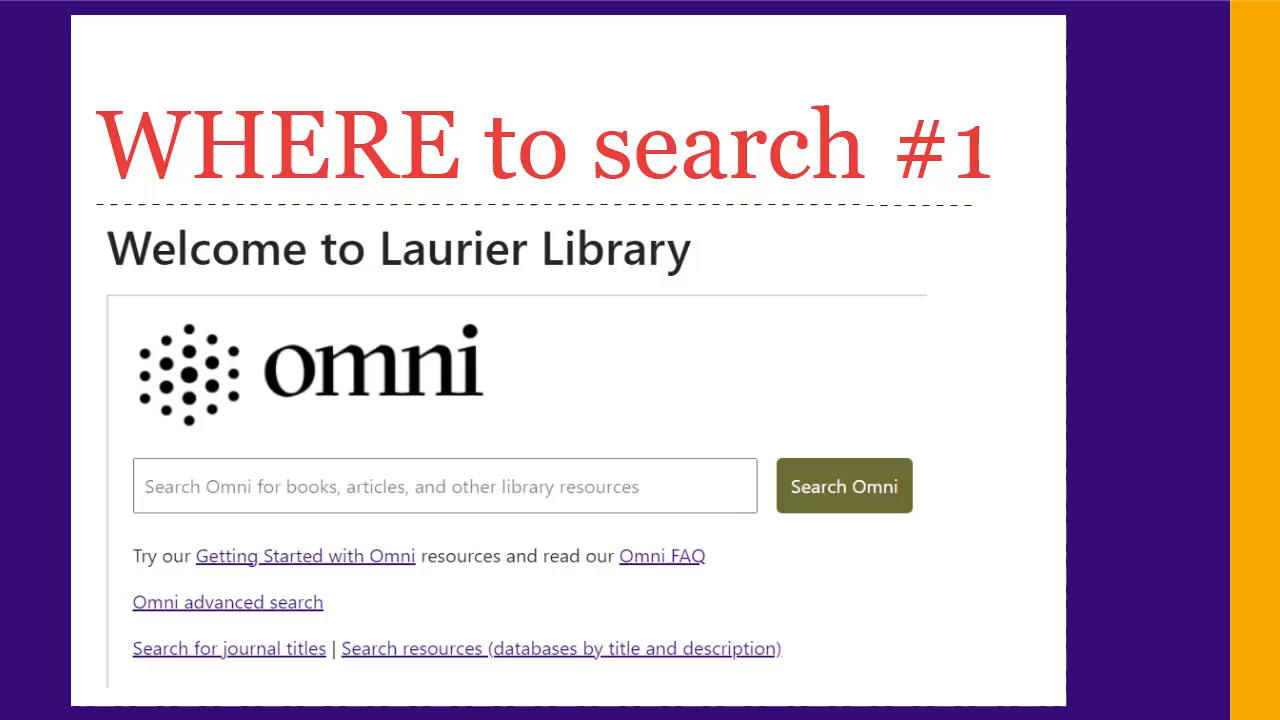 WHERE to search #1
Welcome to Laurier Library
omni
Search Omni for books, articles, and other library resources
Search Omni
Try our Getting Started with Omni resources and read our Omni FAQ
Omni advanced search
Search for journal titles | Search resources (databases by title and description)